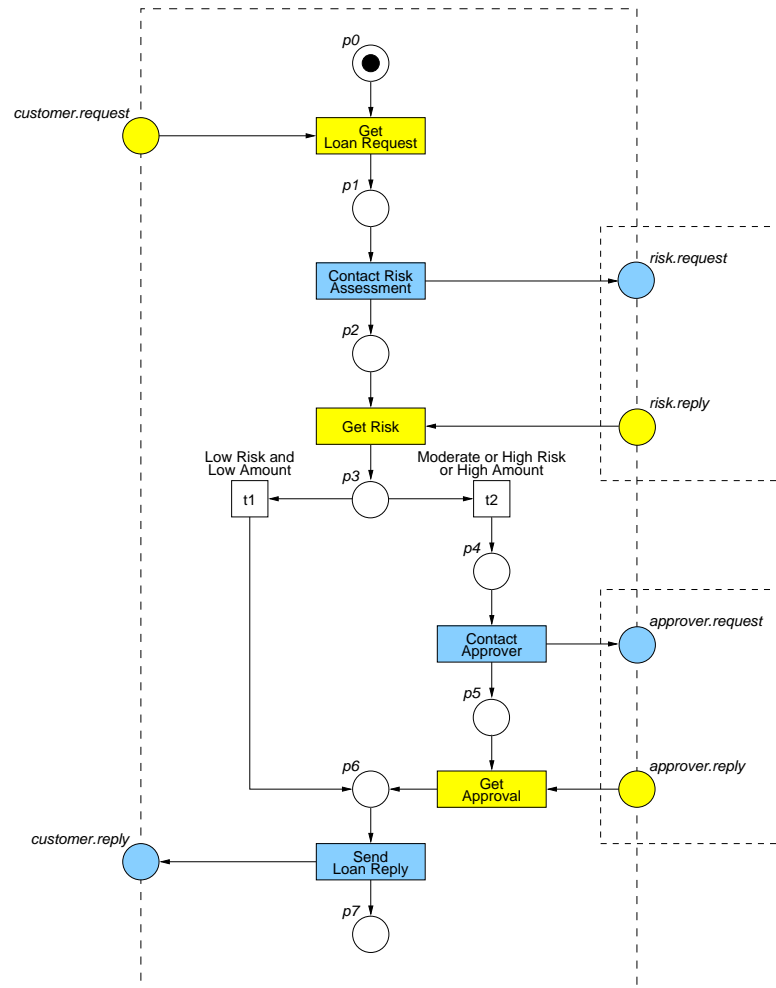 p0
customer.request
Get
Loan Request
p1
risk.request
Contact Risk
Assessment
p2
risk.reply
Get Risk
Low Risk and
Low Amount
Moderate or High Risk
or High Amount
p3
t1
t2
p4
approver.request
Contact
Approver
p5
p6
approver.reply
Get
Approval
customer.reply
Send
Loan Reply
p7